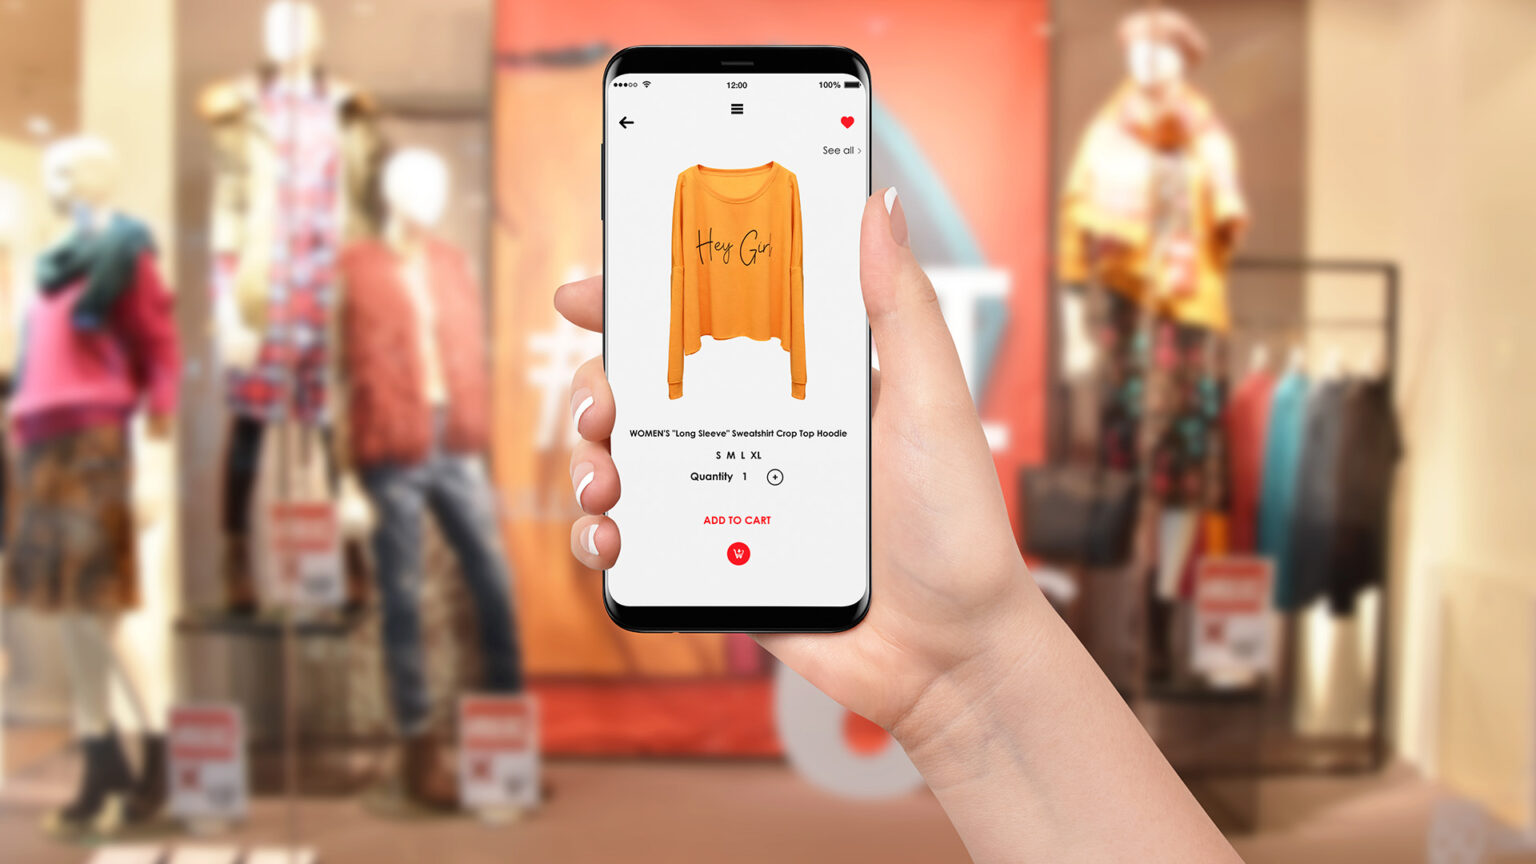 12:00
100%
See all >
Hey Girl
WOMEN'S "Long Sleeve" Sweatshirt Crop Top Hoodie
S M L XL
Quantity 1 +
ADD TO CART
W